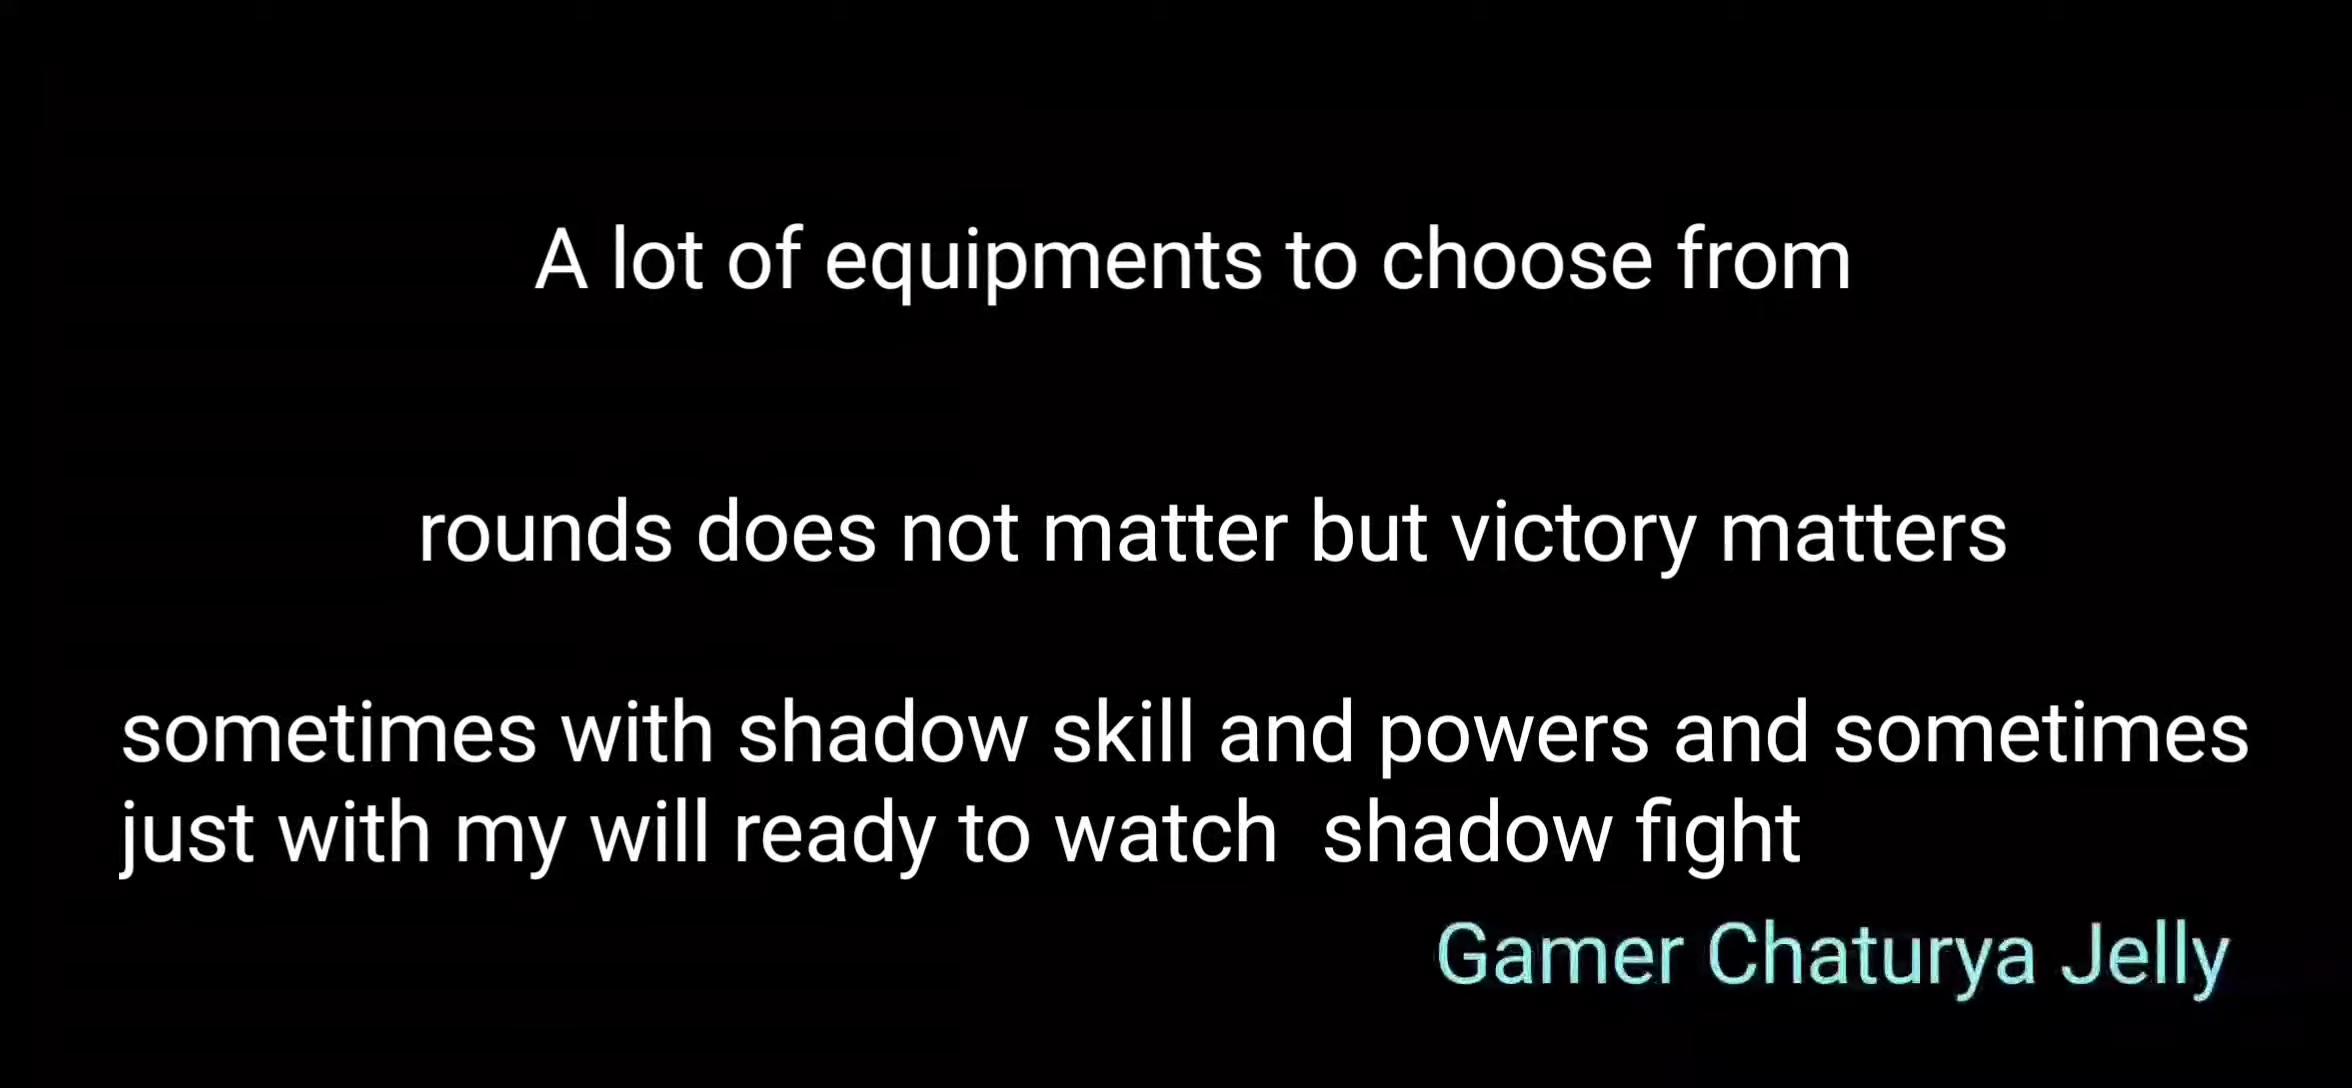 A lot of equipments to choose from
rounds does not matter but victory matters
sometimes with shadow skill and powers and sometimes
just with my will ready to watch  shadow fight
Gamer Chaturya Jelly